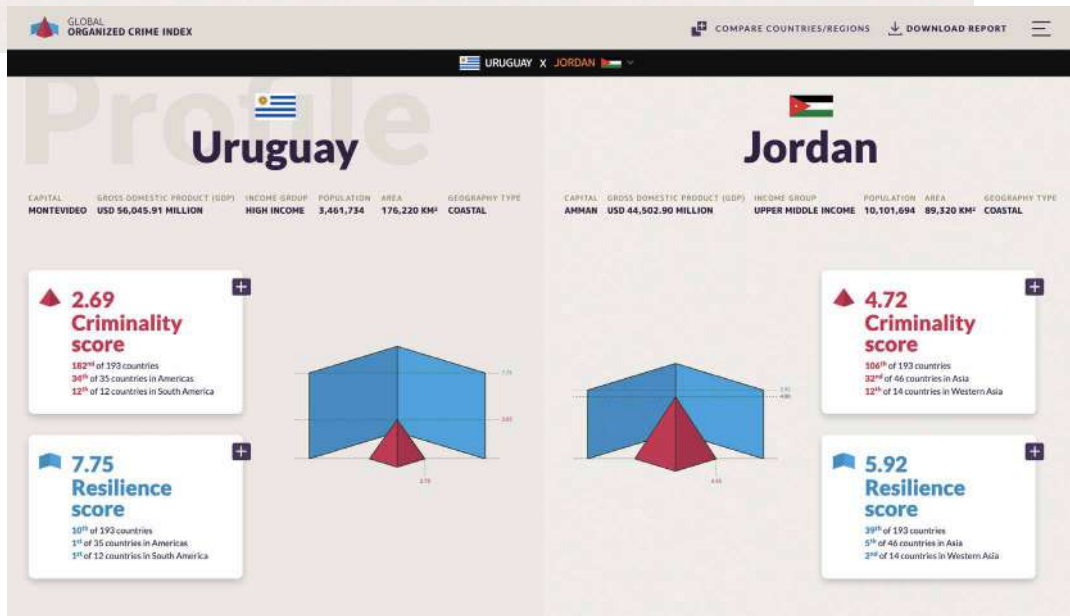 GLOBAL
ORGANIZED CRIME INDEX
COMPARE COUNTRIES/REGIONS
DOWNLOAD REPORT
URUGUAY X JORDAN
Profile
Uruguay
CAPITAL GROSS DOMESTIC PRODUCT (GDP) INCOME GROUP POPULATION AREA GEOGRAPHY TYPE
MONTEVIDEO USD 56,045.91 MILLION HIGH INCOME 3,461,734 176,220 KM² COASTAL
2.69
Criminality
score
182nd of 193 countries
34th of 35 countries in Americas
12th of 12 countries in South America
7.75
Resilience
score
10th of 193 countries
1st of 35 countries in Americas
1st of 12 countries in South America
7.75
Jordan
CAPITAL GROSS DOMESTIC PRODUCT (GDP) INCOME GROUP POPULATION AREA GEOGRAPHY TYPE
AMMAN USD 44,502.90 MILLION UPPER MIDDLE INCOME 10,101,694 89,320 KM² COASTAL
4.72
Criminality
score
106th of 193 countries
32nd of 46 countries in Asia
12th of 14 countries in Western Asia
5.92
Resilience
score
39th of 193 countries
5th of 46 countries in Asia
2nd of 14 countries in Western Asia